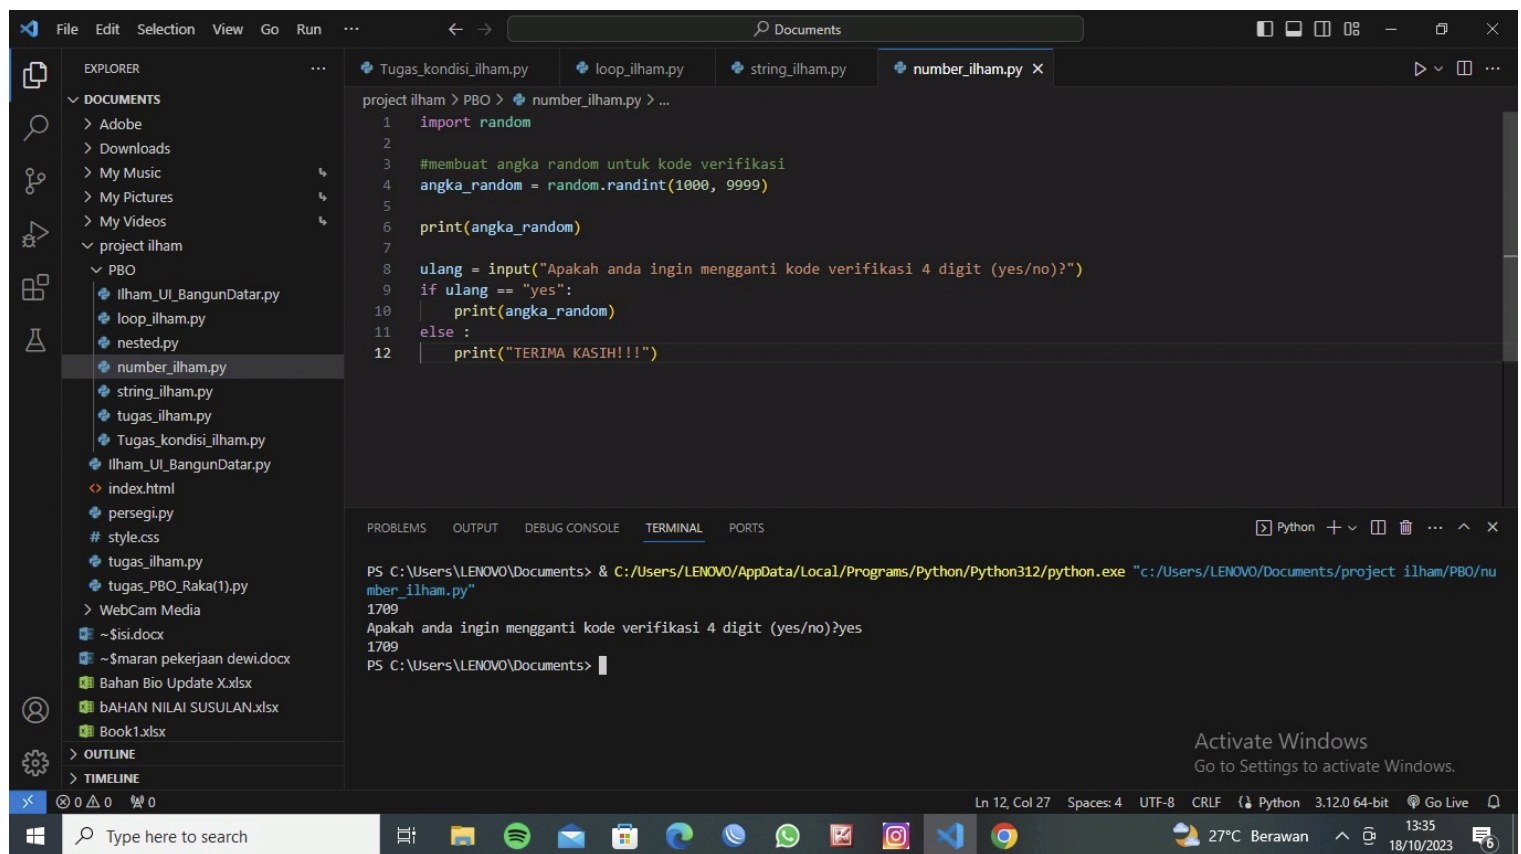 File Edit Selection View Go Run ··· Documents
EXPLORER ···
DOCUMENTS
Adobe
Downloads
My Music
My Pictures
My Videos
project ilham
PBO
Ilham_UI_BangunDatar.py
loop_ilham.py
nested.py
number_ilham.py
string_ilham.py
tugas_ilham.py
Tugas_kondisi_ilham.py
Ilham_UI_BangunDatar.py
index.html
persegi.py
style.css
tugas_ilham.py
tugas_PBO_Raka(1).py
WebCam Media
~$isi.docx
~$maran pekerjaan dewi.docx
Bahan Bio Update X.xlsx
bAHAN NILAI SUSULAN.xlsx
Book1.xlsx
OUTLINE
TIMELINE
Tugas_kondisi_ilham.py loop_ilham.py string_ilham.py number_ilham.py
project ilham > PBO > number_ilham.py > ...
1 import random
2
3 #membuat angka random untuk kode verifikasi
4 angka_random = random.randint(1000, 9999)
5
6 print(angka_random)
7
8 ulang = input("Apakah anda ingin mengganti kode verifikasi 4 digit (yes/no)?")
9 if ulang == "yes":
10 print(angka_random)
11 else :
12 print("TERIMA KASIH!!!")
PROBLEMS OUTPUT DEBUG CONSOLE TERMINAL PORTS Python
PS C:\Users\LENOVO\Documents> & C:/Users/LENOVO/AppData/Local/Programs/Python/Python312/python.exe "c:/Users/LENOVO/Documents/project ilham/PBO/nu
mber_ilham.py"
1709
Apakah anda ingin mengganti kode verifikasi 4 digit (yes/no)?yes
1709
PS C:\Users\LENOVO\Documents>
Activate Windows
Go to Settings to activate Windows.
0 0 0 Ln 12, Col 27 Spaces: 4 UTF-8 CRLF Python 3.12.0 64-bit Go Live
Type here to search 27°C Berawan 13:35
18/10/2023 6